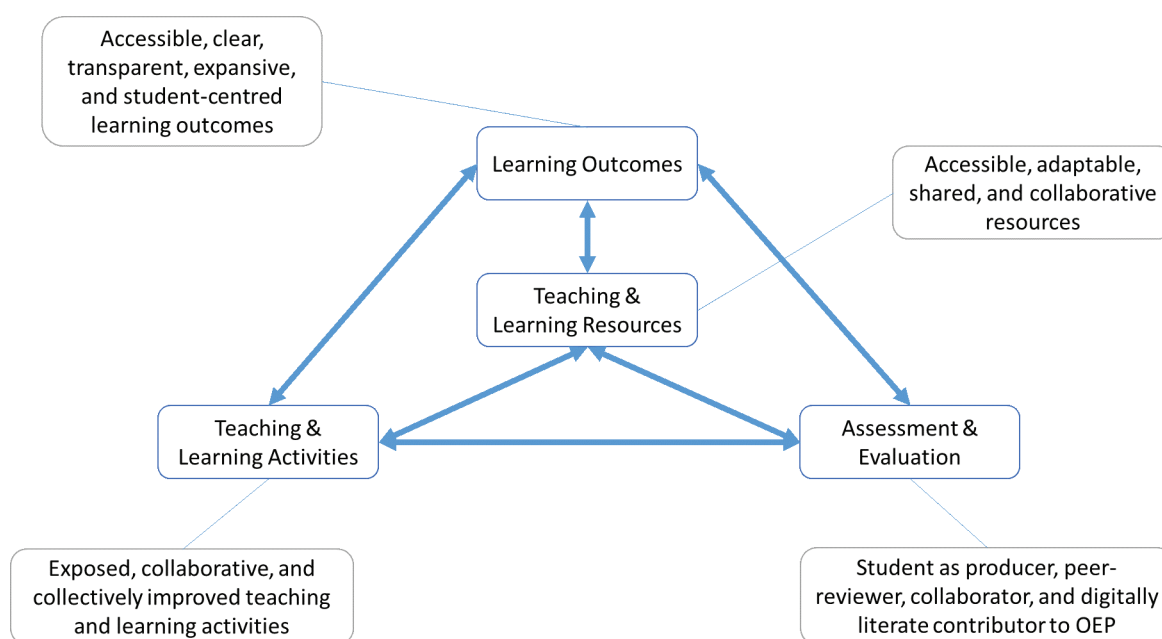 Accessible, clear,
transparent, expansive,
and student-centred
learning outcomes
Learning Outcomes
Accessible, adaptable,
shared, and collaborative
resources
Teaching &
Learning Resources
Teaching &
Learning Activities
Assessment &
Evaluation
Exposed, collaborative, and
collectively improved teaching
and learning activities
Student as producer, peer-
reviewer, collaborator, and digitally
literate contributor to OEP